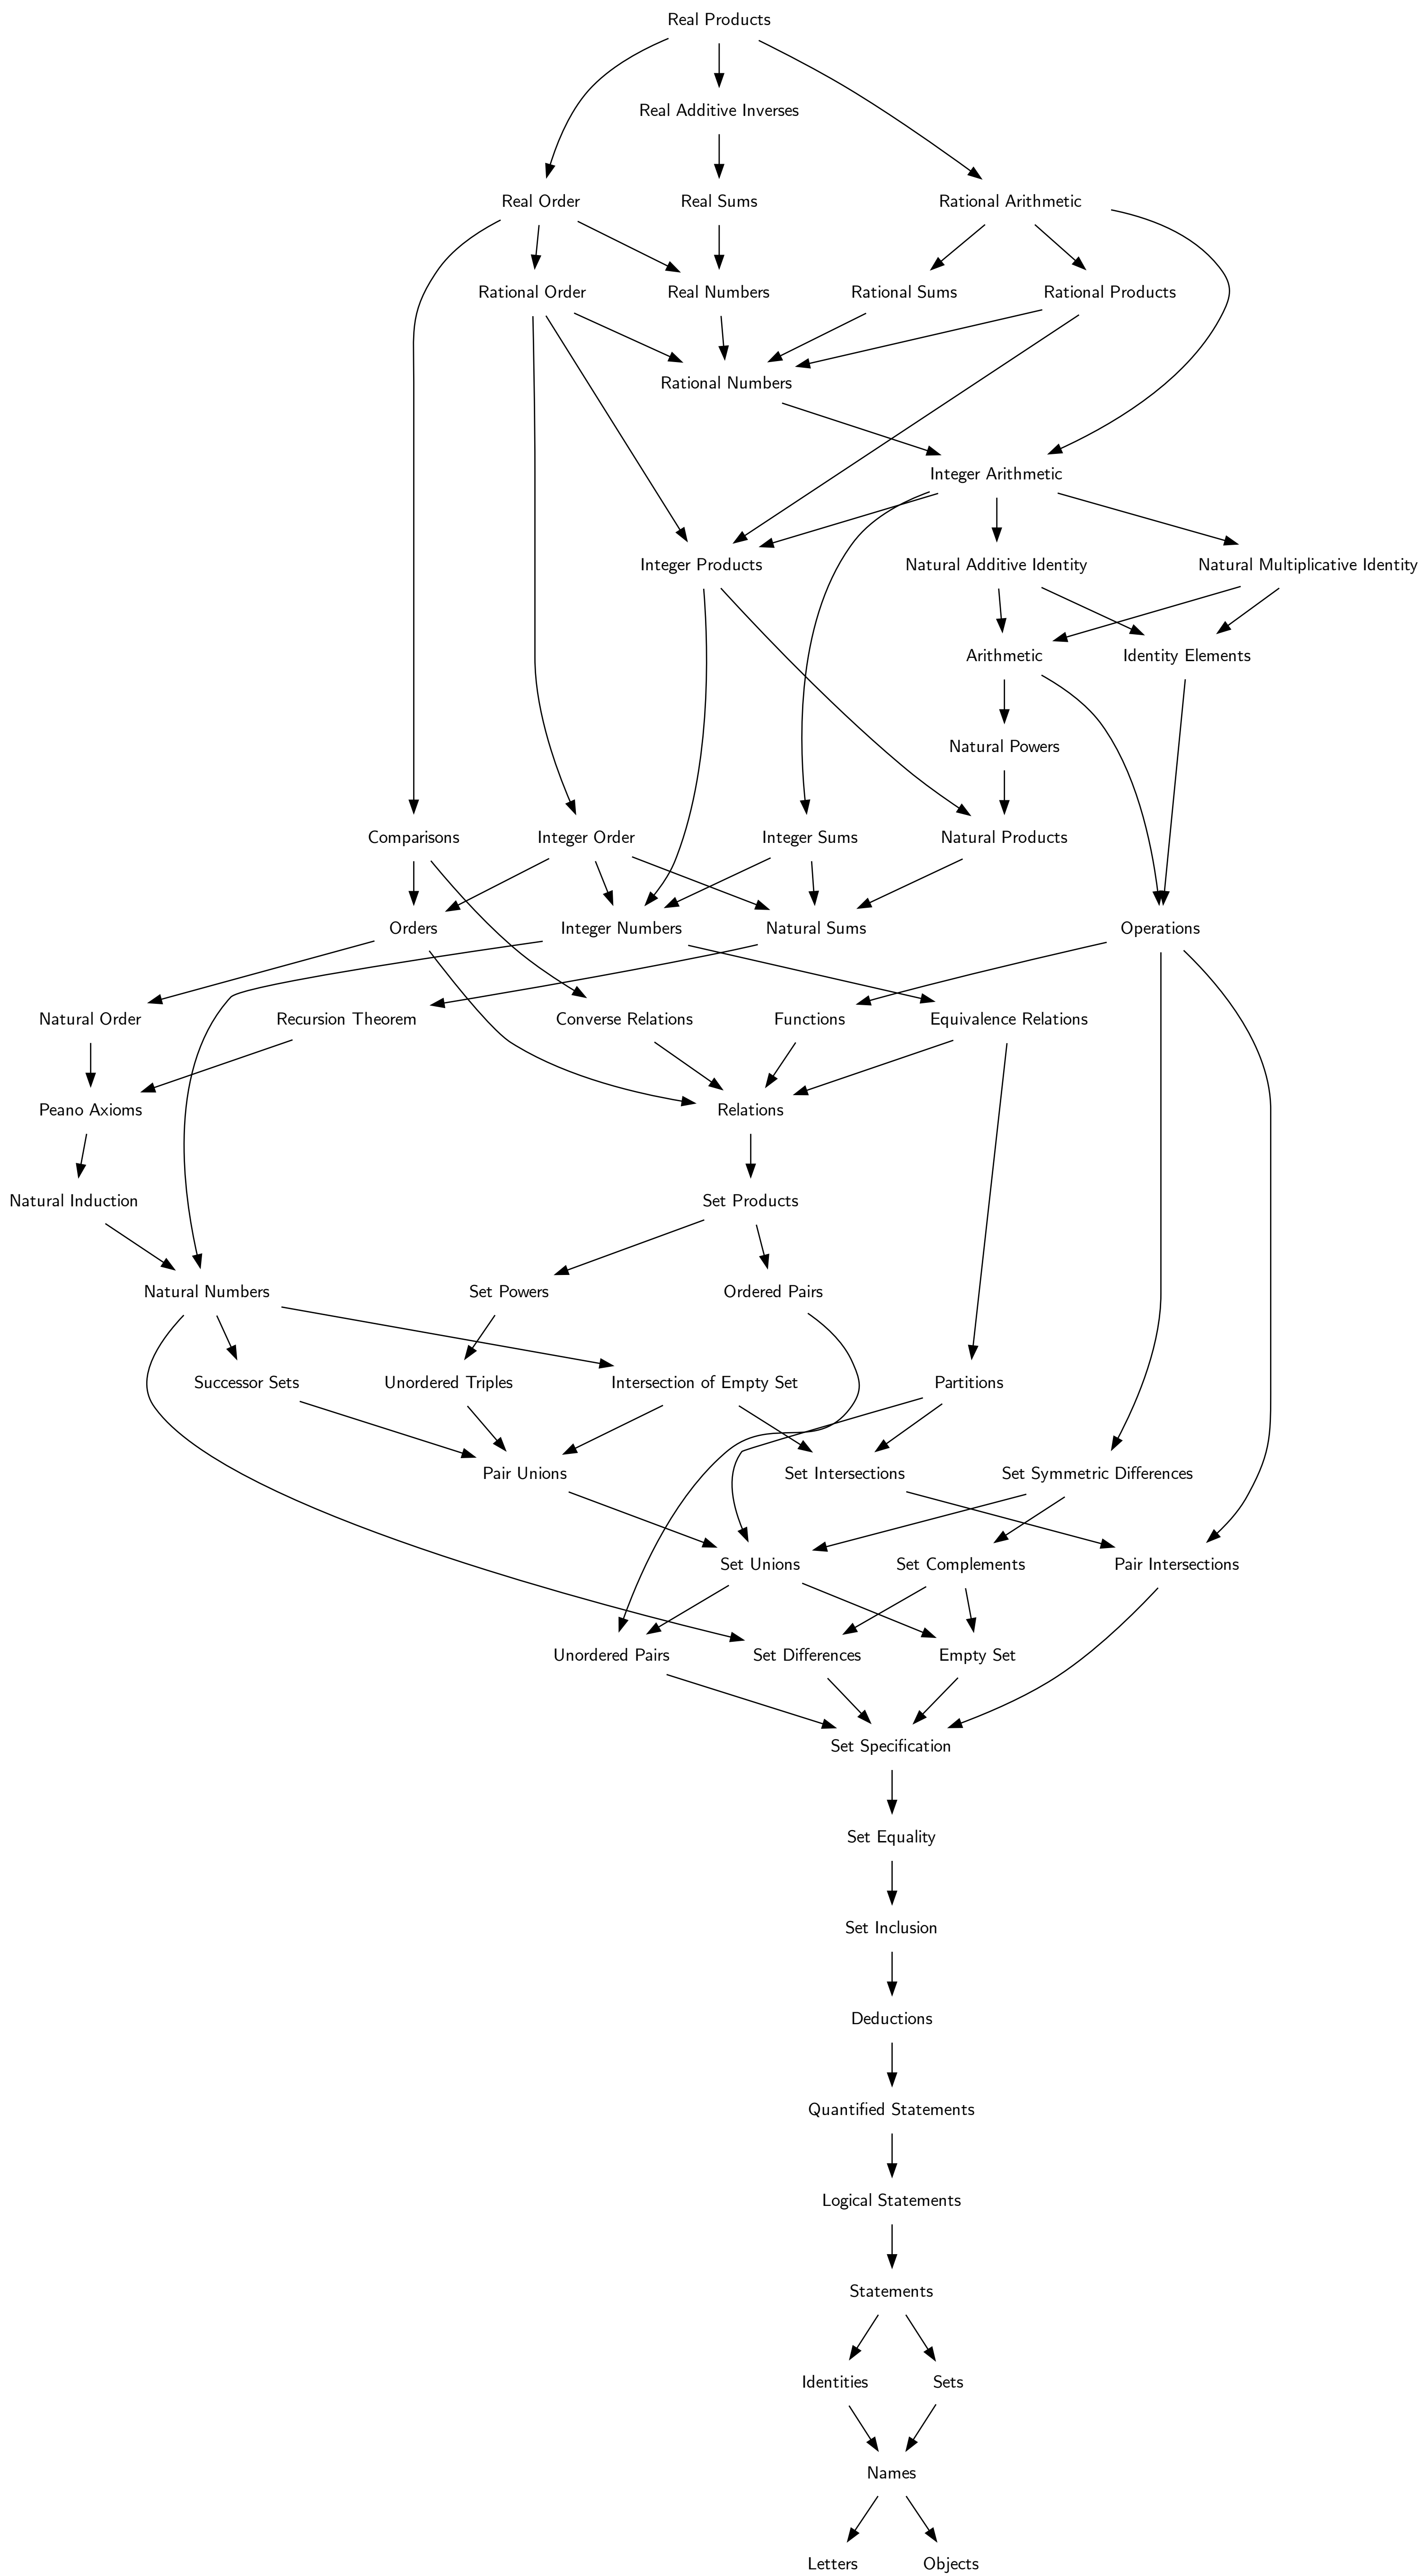 Real Products
Real Additive Inverses
Real Order
Real Sums
Rational Arithmetic
Rational Order
Real Numbers
Rational Sums
Rational Products
Rational Numbers
Integer Arithmetic
Integer Products
Natural Additive Identity
Natural Multiplicative Identity
Arithmetic
Identity Elements
Natural Powers
Comparisons
Integer Order
Integer Sums
Natural Products
Orders
Integer Numbers
Natural Sums
Operations
Natural Order
Recursion Theorem
Converse Relations
Functions
Equivalence Relations
Peano Axioms
Relations
Natural Induction
Set Products
Natural Numbers
Set Powers
Ordered Pairs
Successor Sets
Unordered Triples
Intersection of Empty Set
Partitions
Pair Unions
Set Intersections
Set Symmetric Differences
Set Unions
Set Complements
Pair Intersections
Unordered Pairs
Set Differences
Empty Set
Set Specification
Set Equality
Set Inclusion
Deductions
Quantified Statements
Logical Statements
Statements
Identities
Sets
Names
Letters
Objects